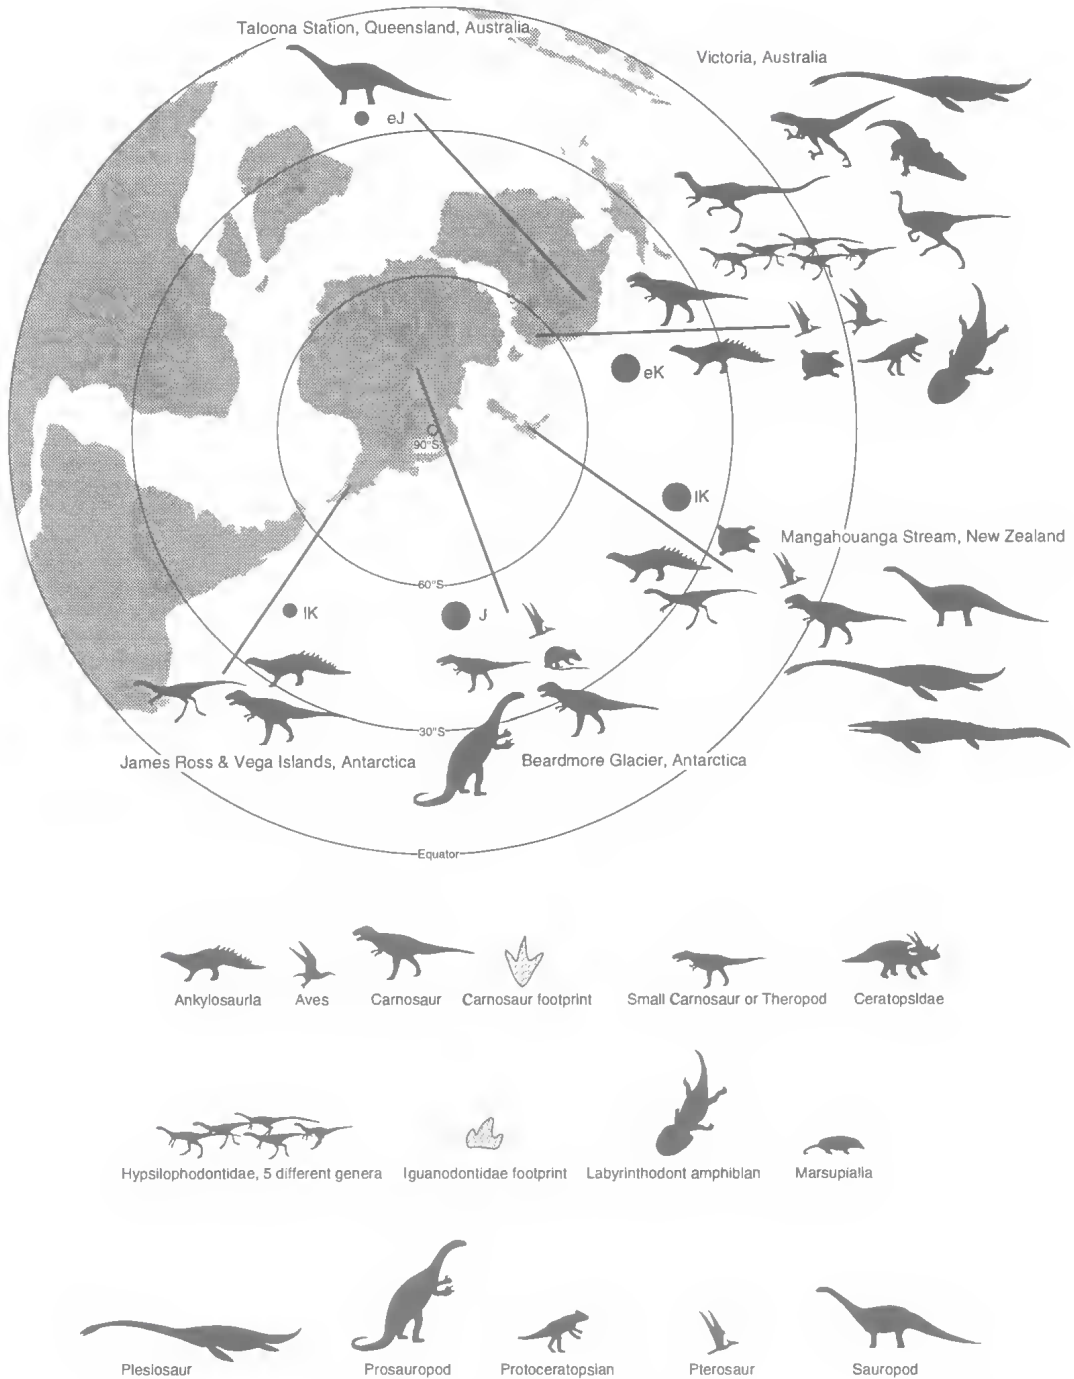 Taloona Station, Queensland, Australia
Victoria, Australia
eJ
eK
90°S
lK
Mangahouanga Stream, New Zealand
60°S
lK
J
30°S
James Ross & Vega Islands, Antarctica
Beardmore Glacier, Antarctica
Equator
Ankylosauria Aves Carnosaur Carnosaur footprint Small Carnosaur or Theropod Ceratopsidae
Hypsilophodontidae, 5 different genera Iguanodontidae footprint Labyrinthodont amphibian Marsupialia
Plesiosaur Prosauropod Protoceratopsian Pterosaur Sauropod